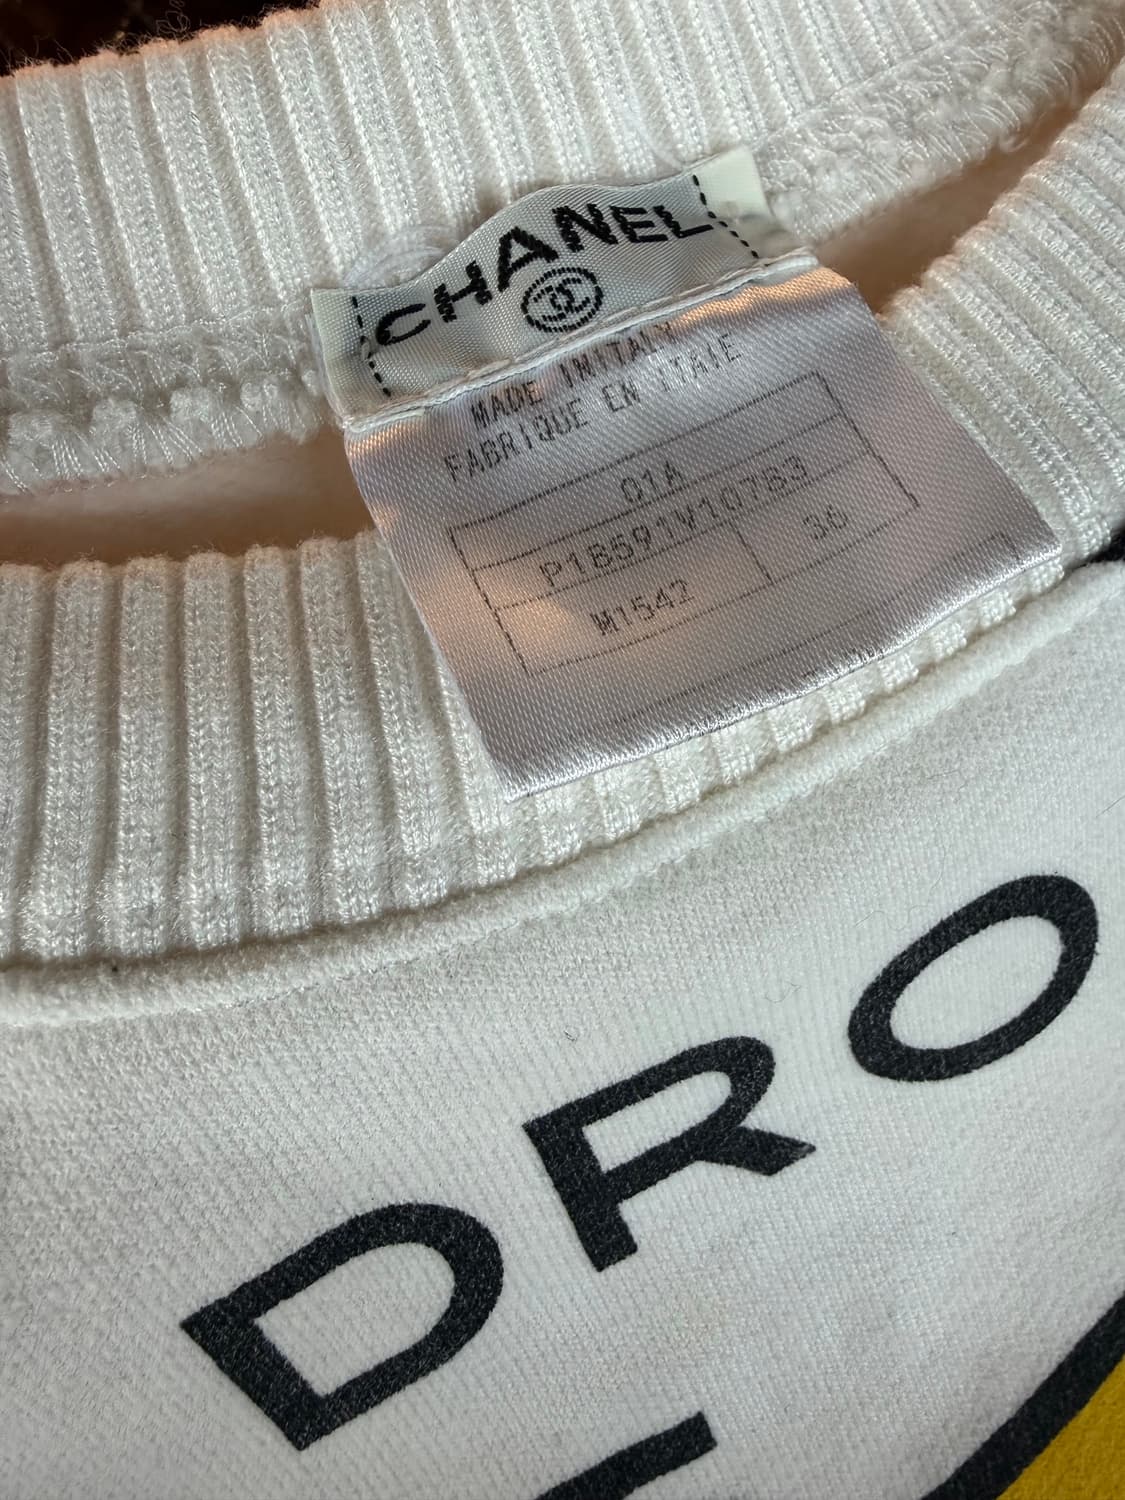 CHANEL
MADE IN ITALY
FABRIQUE EN ITALIE
01A
P18591V10783
M1542 36
DRO